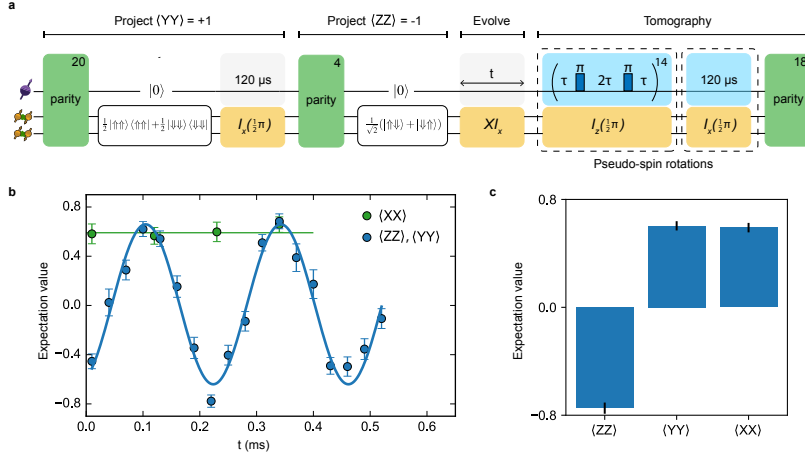 a
Project ⟨YY⟩ = +1
Project ⟨ZZ⟩ = -1
Evolve
Tomography
20
parity
|0⟩
½ |⇑⇑⟩⟨⇑⇑| + ½ |⇓⇓⟩⟨⇓⇓|
120 µs
Iₓ(½π)
4
parity
|0⟩
1/√2 (|⇑⇓⟩ + |⇓⇑⟩)
t
XIₓ
( τ π 2τ π τ )¹⁴
I_z(½π)
120 µs
Iₓ(½π)
18
parity
Pseudo-spin rotations
b
Expectation value
0.8
0.4
0.0
−0.4
−0.8
0.0 0.1 0.2 0.3 0.4 0.5 0.6
t (ms)
⟨XX⟩
⟨ZZ⟩, ⟨YY⟩
c
Expectation value
0.8
0.0
−0.8
⟨ZZ⟩ ⟨YY⟩ ⟨XX⟩